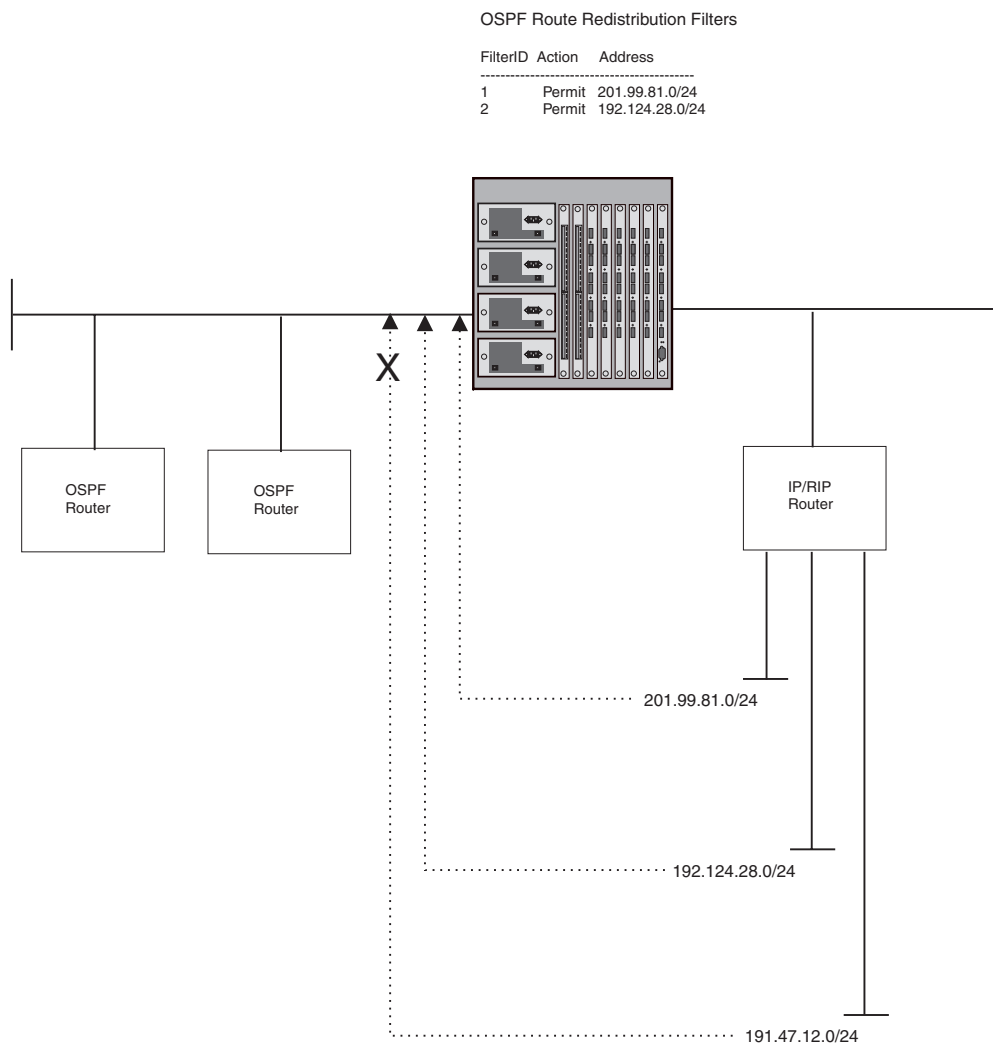 OSPF Route Redistribution Filters
FilterID Action Address
-------------------------------------------
1 Permit 201.99.81.0/24
2 Permit 192.124.28.0/24
X
OSPF
Router
OSPF
Router
IP/RIP
Router
201.99.81.0/24
192.124.28.0/24
191.47.12.0/24